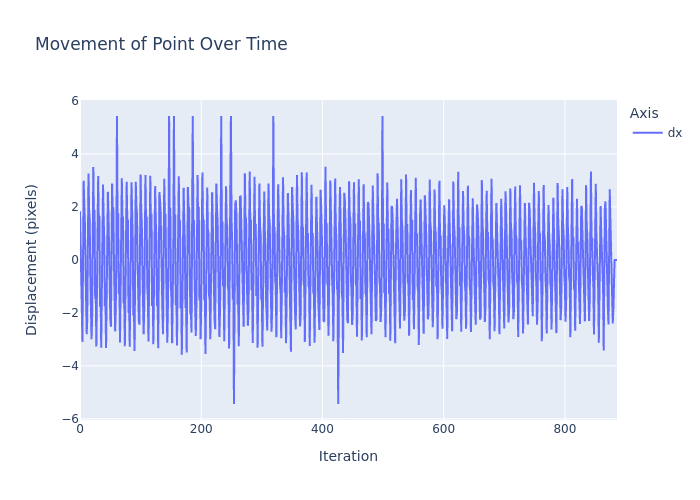 Movement of Point Over Time
Axis
dx
6
4
2
0
−2
−4
−6
Displacement (pixels)
0
200
400
600
800
Iteration